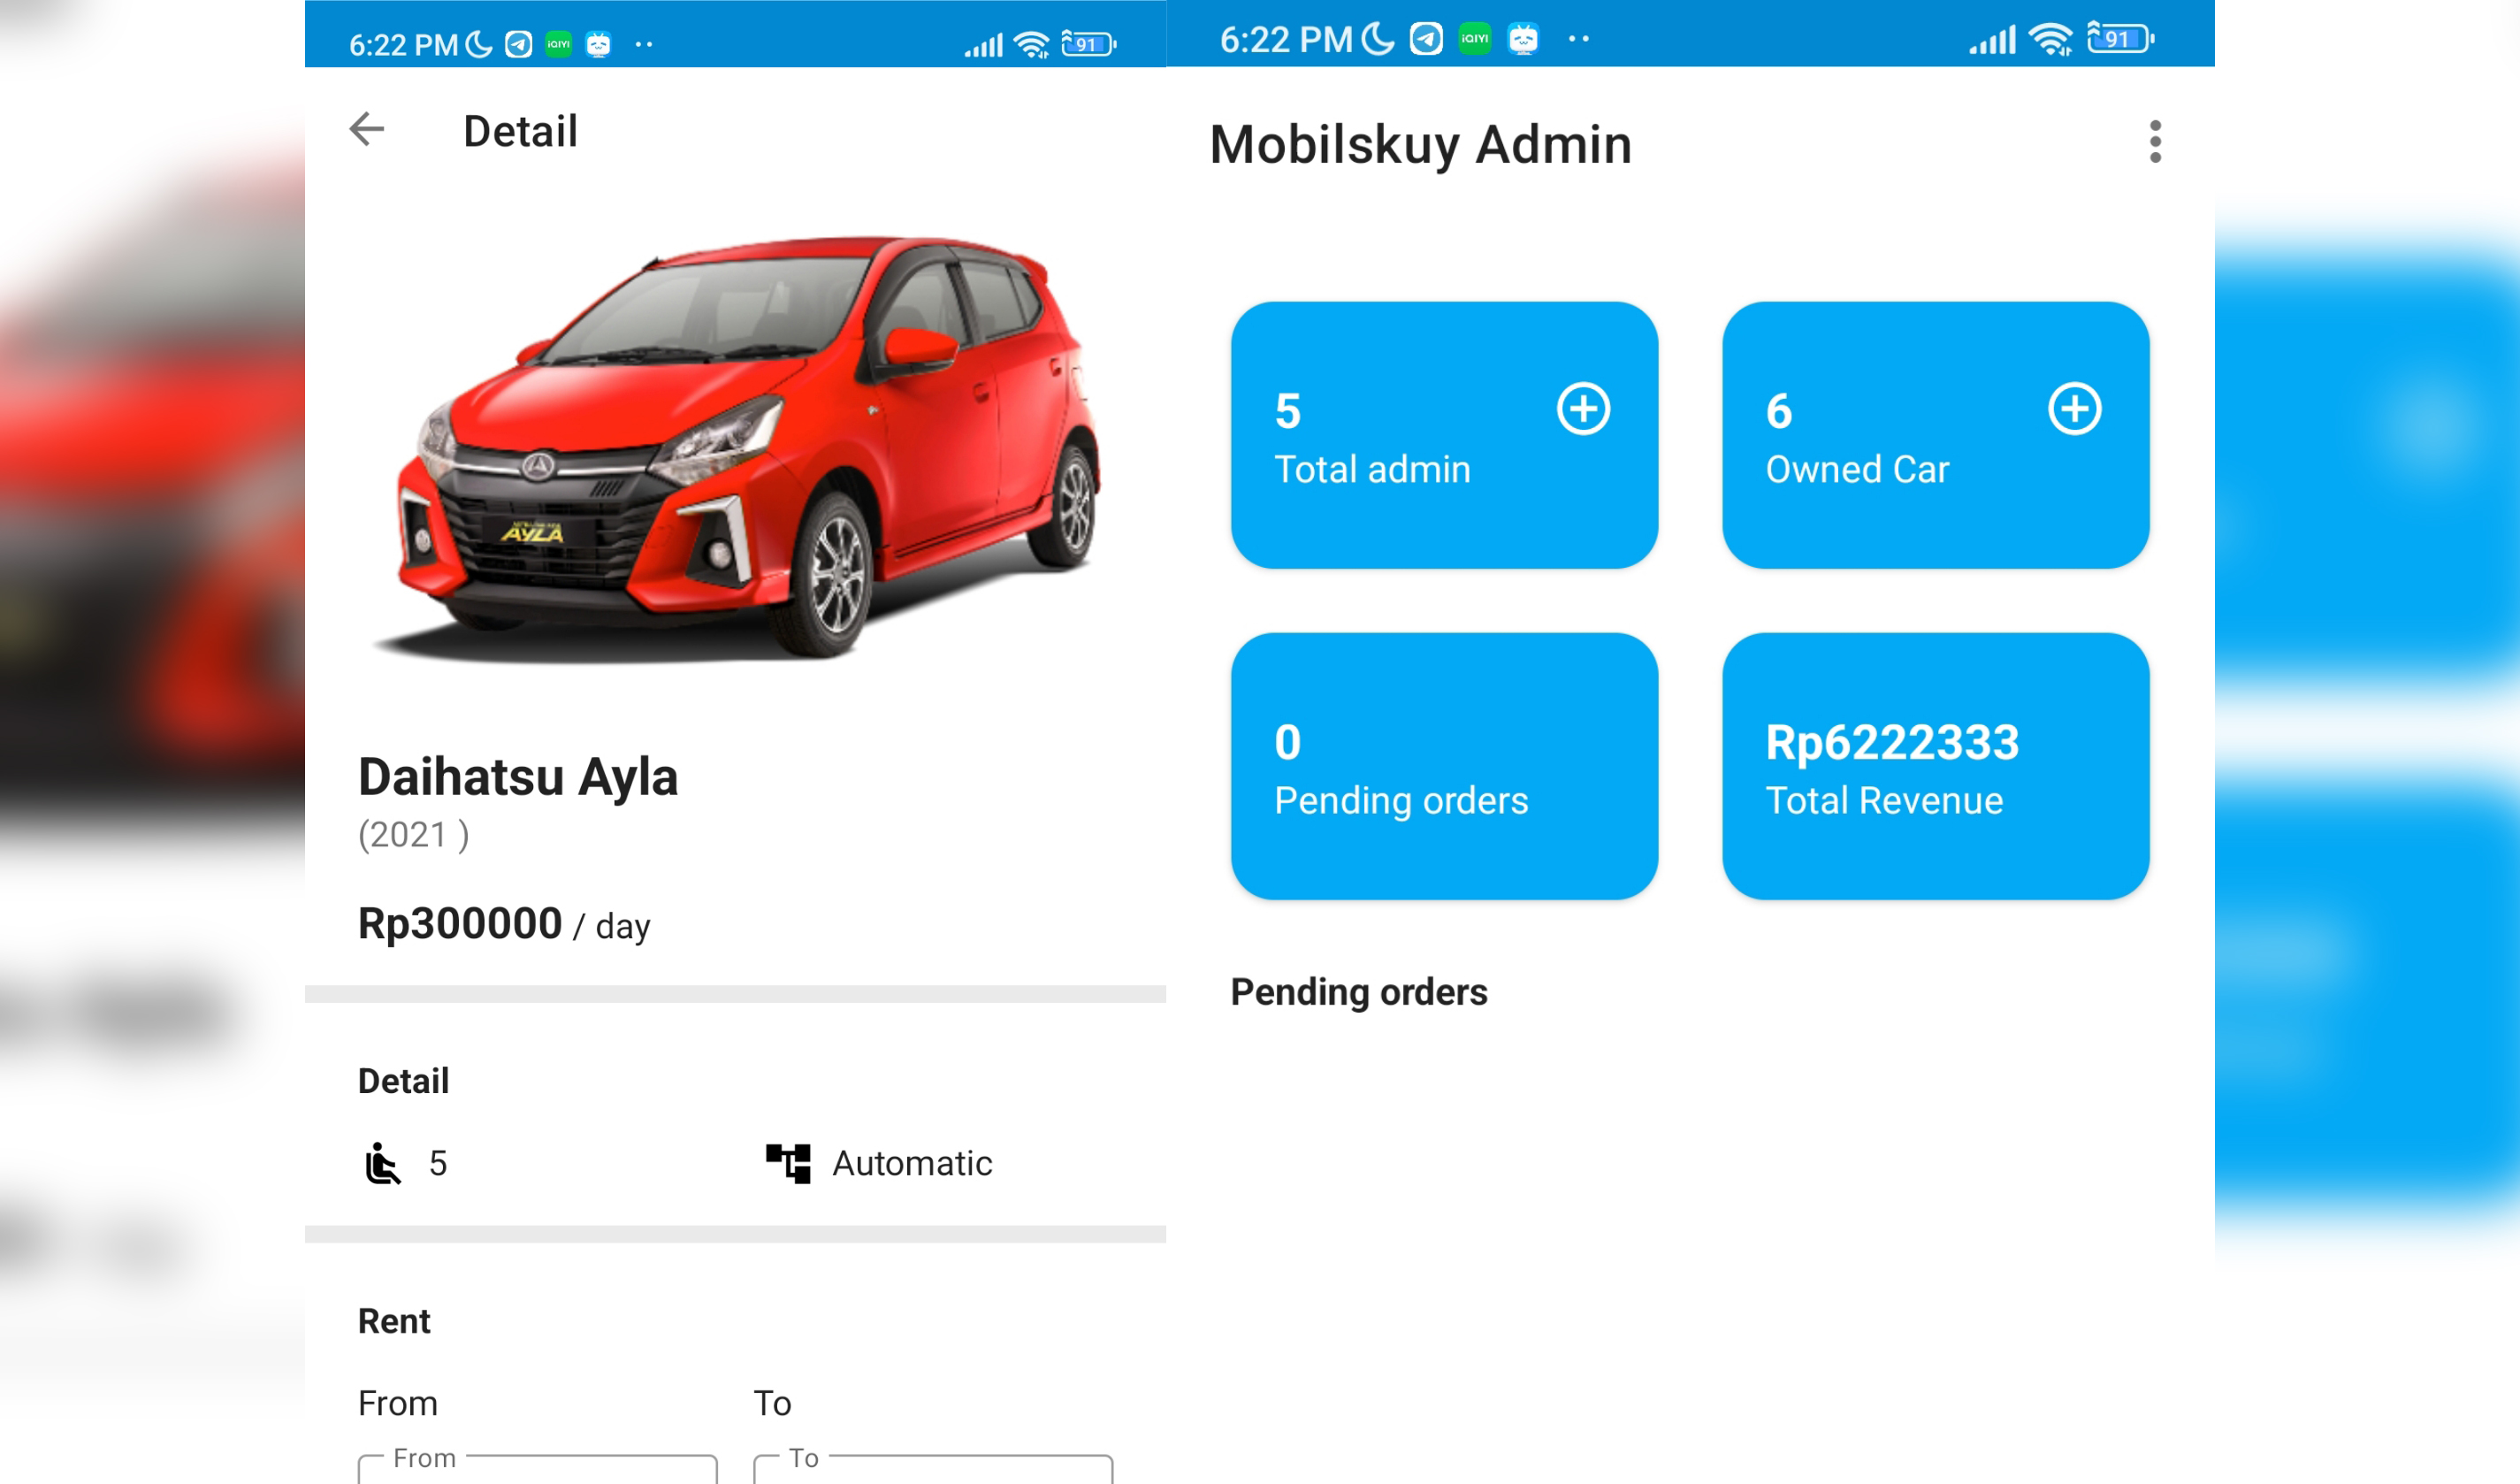 6:22 PM
iQIYI
91
Detail
AYLA
Daihatsu Ayla
(2021 )
Rp300000 / day
Detail
5
Automatic
Rent
From
To
From
To
6:22 PM
iQIYI
91
Mobilskuy Admin
5
Total admin
6
Owned Car
0
Pending orders
Rp6222333
Total Revenue
Pending orders